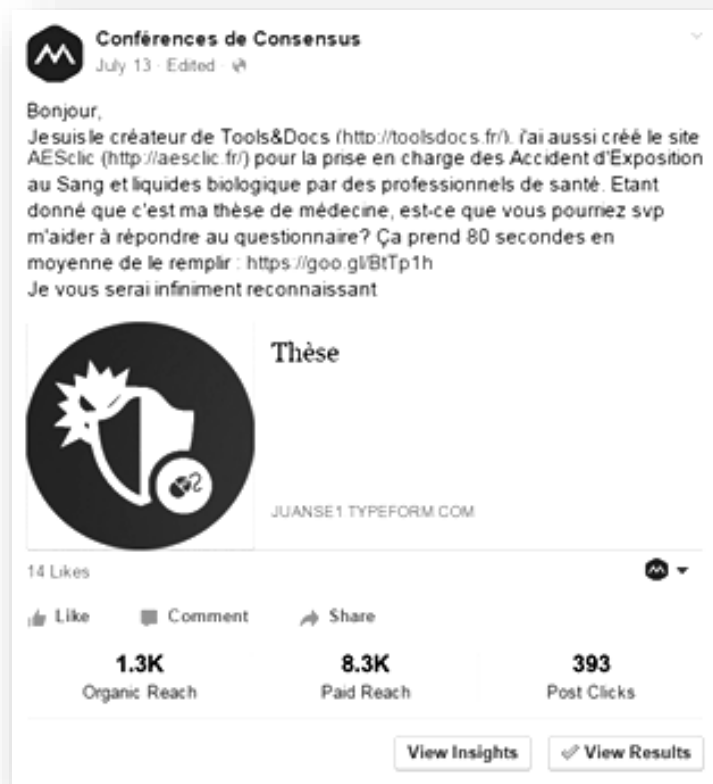 Conférences de Consensus
July 13 · Edited ·
Bonjour,
Je suis le créateur de Tools&Docs (http://toolsdocs.fr/). j'ai aussi créé le site
AESclic (http://aesclic.fr/) pour la prise en charge des Accident d'Exposition
au Sang et liquides biologique par des professionnels de santé. Etant
donné que c'est ma thèse de médecine, est-ce que vous pourriez svp
m'aider à répondre au questionnaire? Ça prend 80 secondes en
moyenne de le remplir : https://goo.gl/BtTp1h
Je vous serai infiniment reconnaissant
Thèse
JUANSE1.TYPEFORM.COM
14 Likes
Like Comment Share
1.3K 8.3K 393
Organic Reach Paid Reach Post Clicks
View Insights View Results